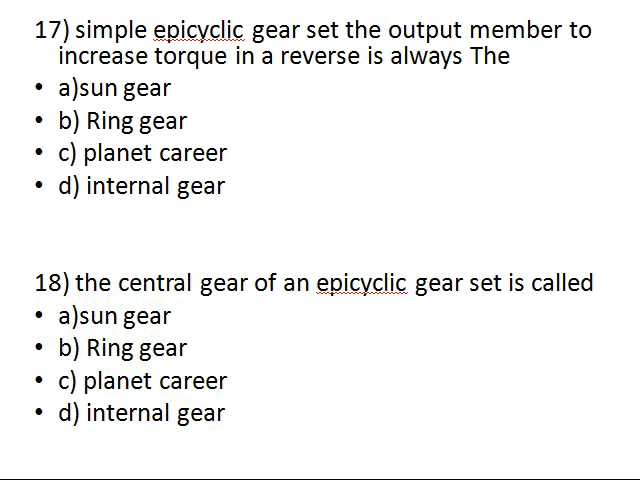 17) simple epicyclic gear set the output member to
increase torque in a reverse is always The
• a)sun gear
• b) Ring gear
• c) planet career
• d) internal gear
18) the central gear of an epicyclic gear set is called
• a)sun gear
• b) Ring gear
• c) planet career
• d) internal gear